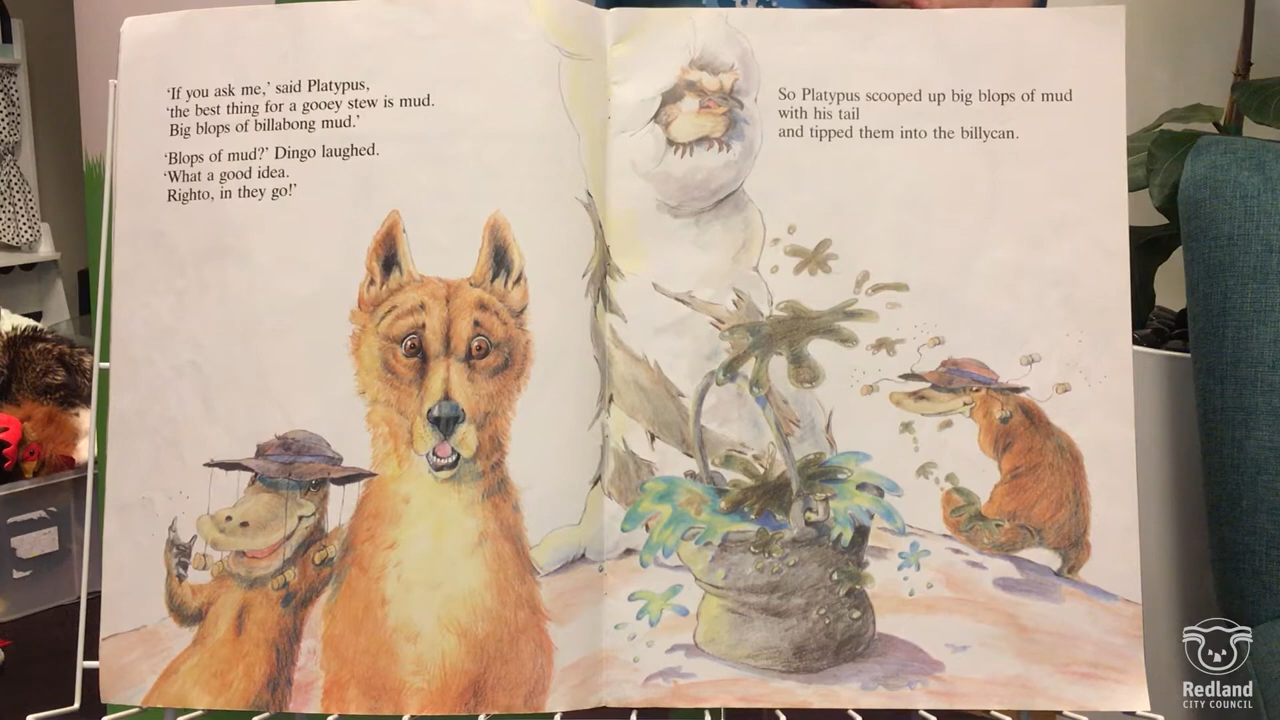 ‘If you ask me,’ said Platypus,
‘the best thing for a gooey stew is mud.
Big blops of billabong mud.’
‘Blops of mud?’ Dingo laughed.
‘What a good idea.
Righto, in they go!’
So Platypus scooped up big blops of mud
with his tail
and tipped them into the billycan.
Redland
CITY COUNCIL